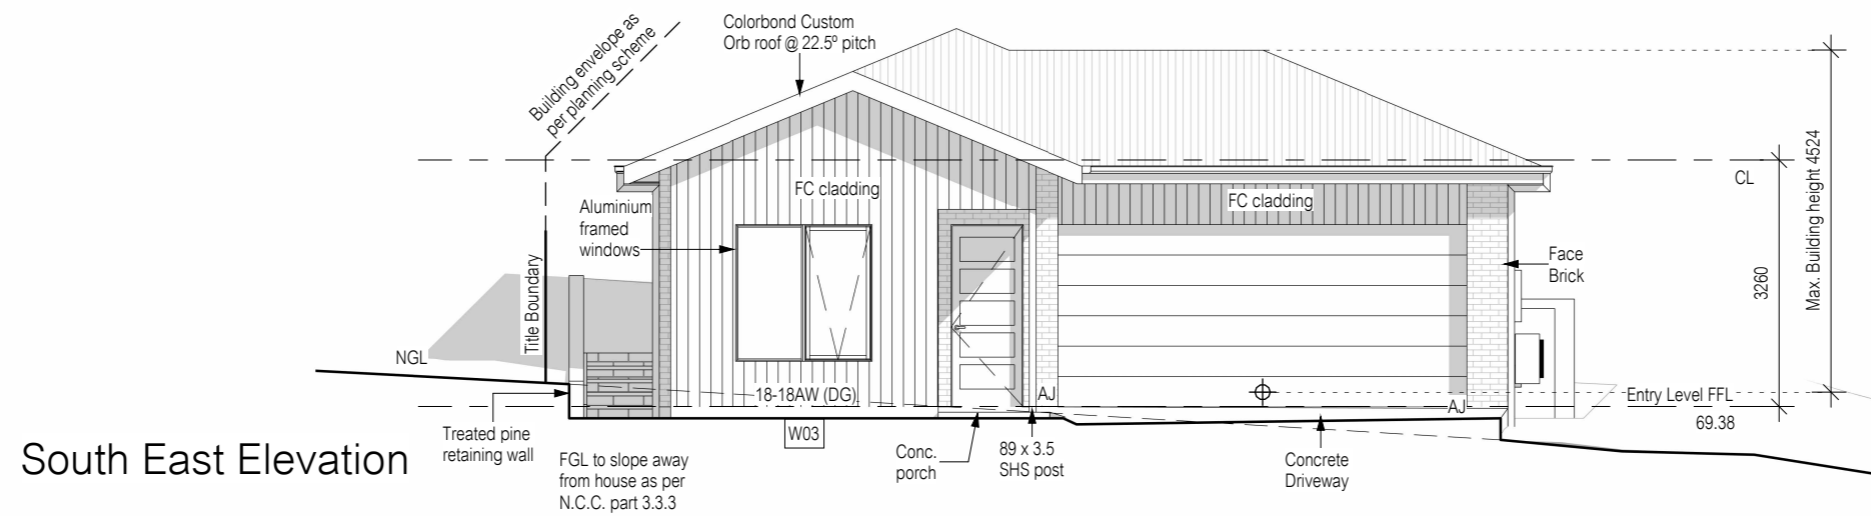 Building envelope as
per planning scheme
Colorbond Custom
Orb roof @ 22.5º pitch
FC cladding
Aluminium
framed
windows
FC cladding
CL
Max. Building height 4524
3260
Face
Brick
Title Boundary
NGL
18-18AW (DG)
AJ
AJ
Entry Level FFL
69.38
Treated pine
retaining wall
W03
FGL to slope away
from house as per
N.C.C. part 3.3.3
Conc.
porch
89 x 3.5
SHS post
Concrete
Driveway
South East Elevation